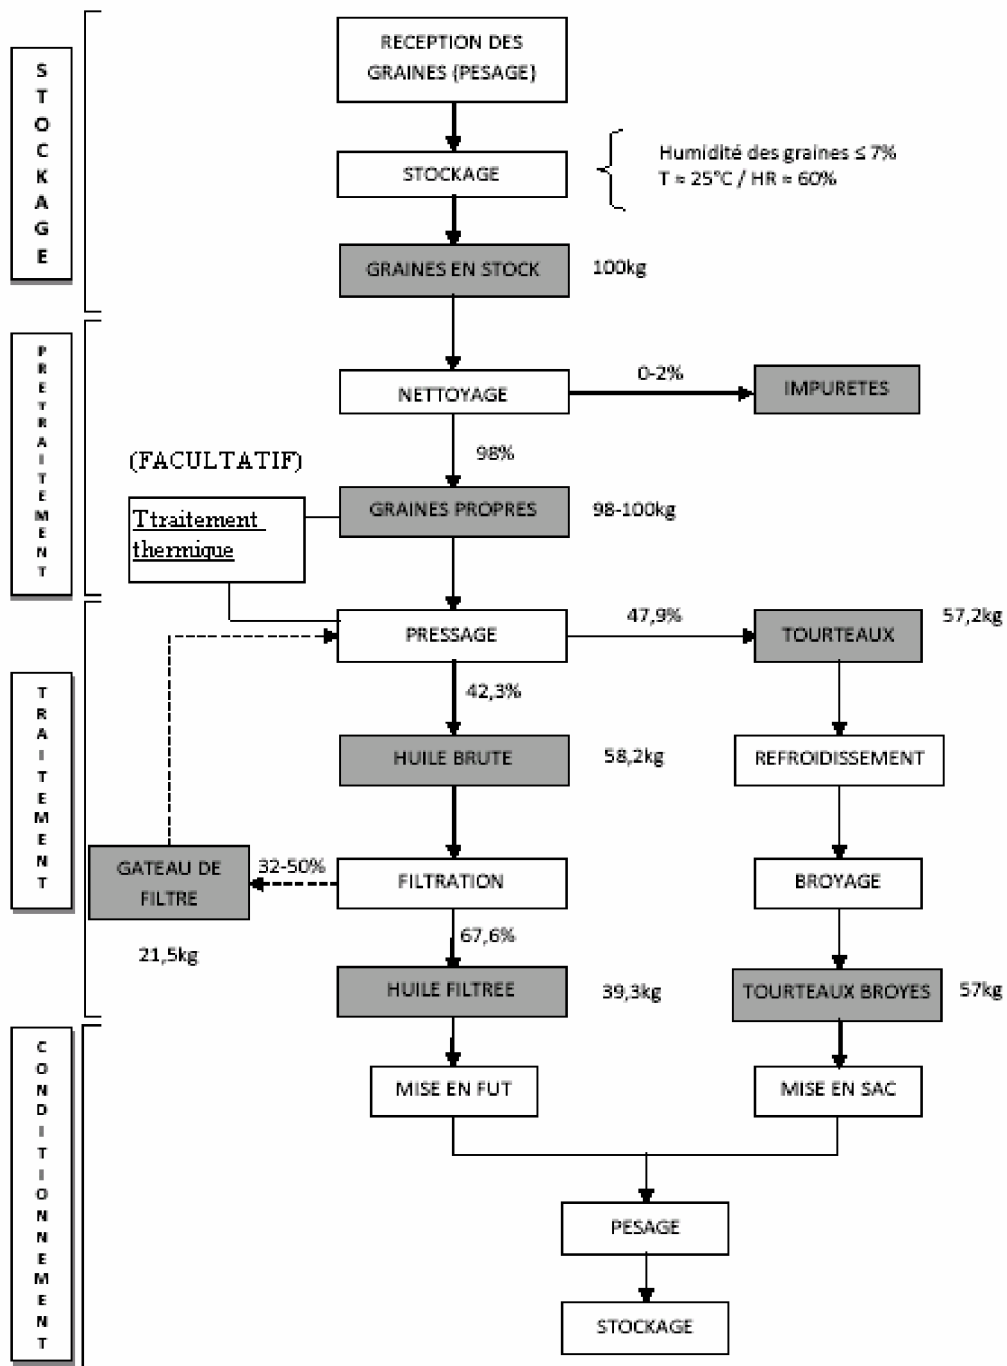 STOCKAGE
RECEPTION DES
GRAINES (PESAGE)
STOCKAGE
Humidité des graines ≤ 7%
T ≈ 25°C / HR ≈ 60%
GRAINES EN STOCK
100kg
PRETRAITEMENT
NETTOYAGE
0-2%
IMPURETES
98%
(FACULTATIF)
GRAINES PROPRES
98-100kg
Ttraitement
thermique
TRAITEMENT
PRESSAGE
47,9%
TOURTEAUX
57,2kg
42,3%
HUILE BRUTE
58,2kg
REFROIDISSEMENT
GATEAU DE
FILTRE
32-50%
FILTRATION
BROYAGE
21,5kg
67,6%
HUILE FILTREE
39,3kg
TOURTEAUX BROYES
57kg
CONDITIONNEMENT
MISE EN FUT
MISE EN SAC
PESAGE
STOCKAGE